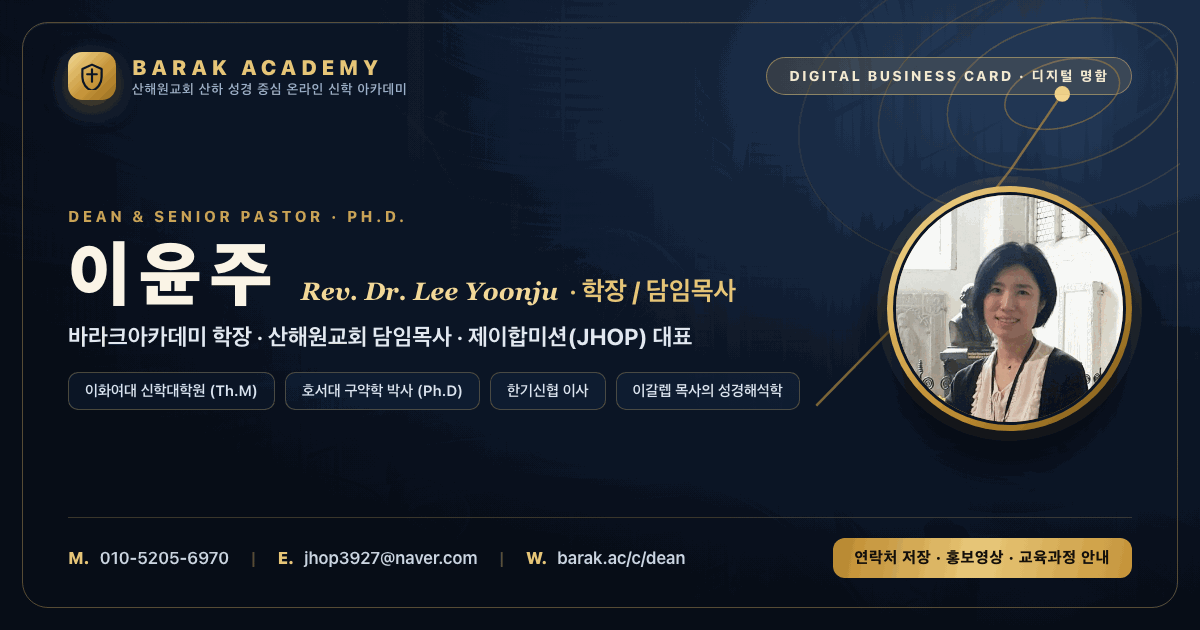 BARAK ACADEMY
산해원교회 산하 성경 중심 온라인 신학 아카데미
DIGITAL BUSINESS CARD · 디지털 명함
DEAN & SENIOR PASTOR · PH.D.
이윤주 Rev. Dr. Lee Yoonju · 학장 / 담임목사
바라크아카데미 학장 · 산해원교회 담임목사 · 제이합미션(JHOP) 대표
이화여대 신학대학원 (Th.M) 호서대 구약학 박사 (Ph.D) 한기신협 이사 이갈렙 목사의 성경해석학
M. 010-5205-6970 | E. jhop3927@naver.com | W. barak.ac/c/dean
연락처 저장 · 홍보영상 · 교육과정 안내